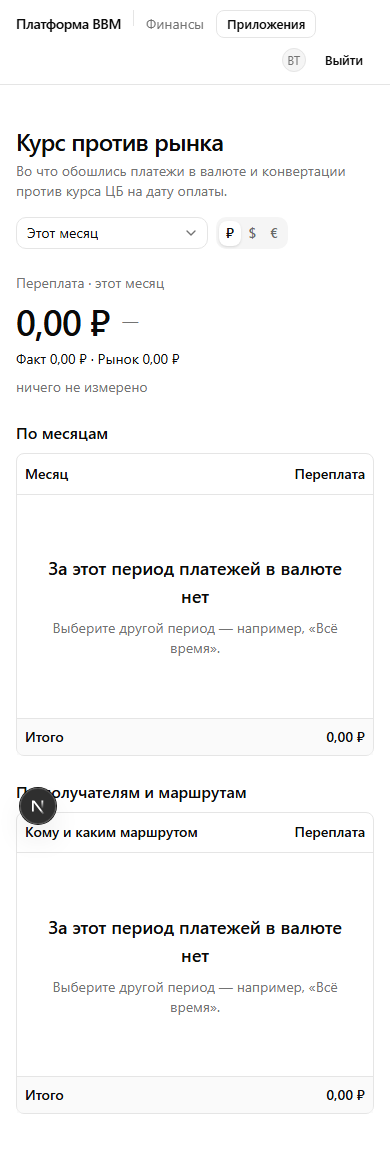 Платформа BBM
Финансы
Приложения
ВТ
Выйти
Курс против рынка
Во что обошлись платежи в валюте и конвертации
против курса ЦБ на дату оплаты.
Этот месяц
₽ $ €
Переплата · этот месяц
0,00 ₽ —
Факт 0,00 ₽ · Рынок 0,00 ₽
ничего не измерено
По месяцам
Месяц Переплата
За этот период платежей в валюте
нет
Выберите другой период — например, «Всё
время».
Итого 0,00 ₽
По получателям и маршрутам
N
Кому и каким маршрутом Переплата
За этот период платежей в валюте
нет
Выберите другой период — например, «Всё
время».
Итого 0,00 ₽